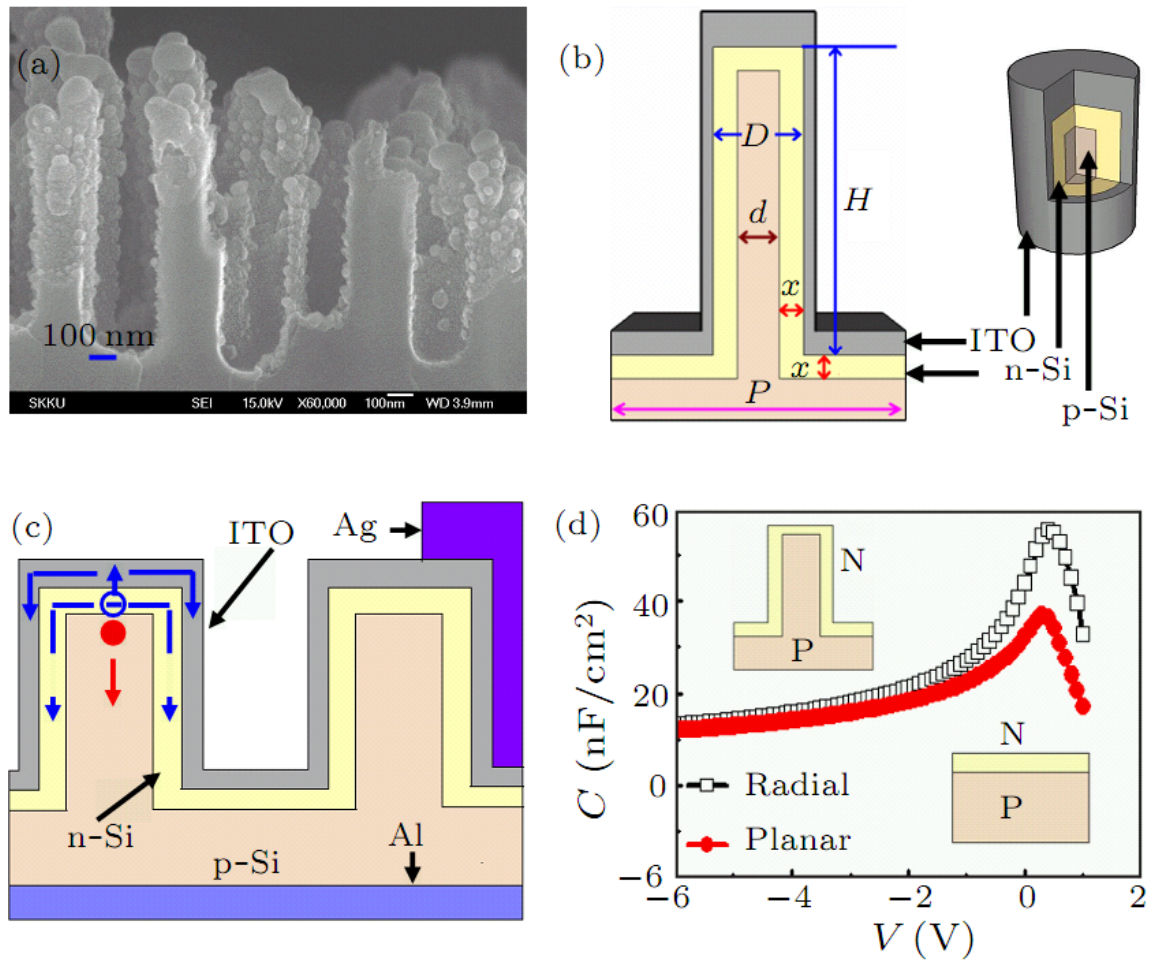 (a)
100 nm
SKKU SEI 15.0kV X60,000 100nm WD 3.9mm
(b)
D
H
d
x
x
P
ITO
n-Si
p-Si
(c)
ITO
Ag
n-Si
Al
p-Si
(d)
60
40
20
0
−6
C (nF/cm²)
N
P
N
P
Radial
Planar
−6 −4 −2 0 2
V (V)